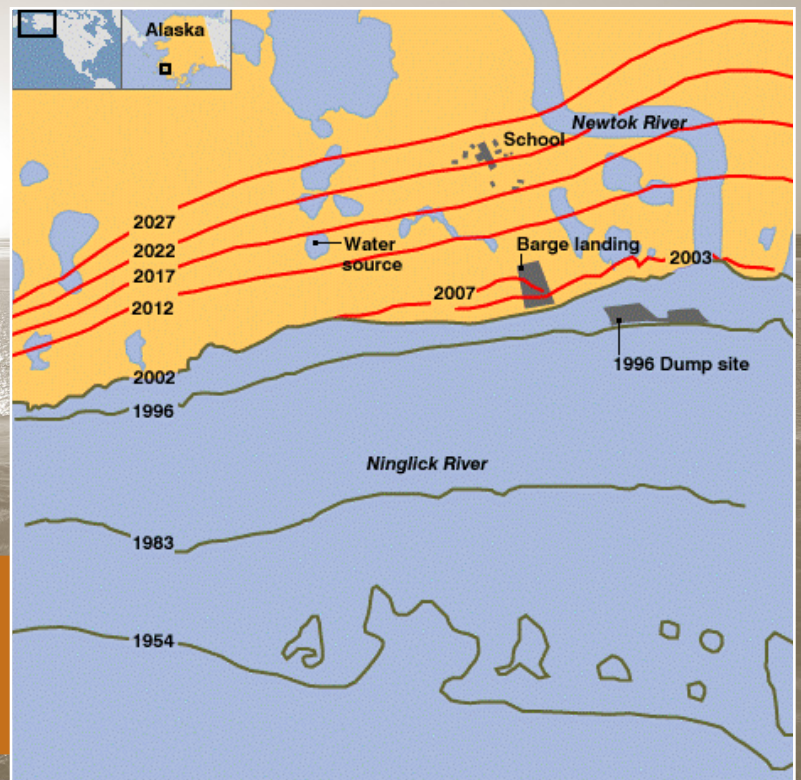 Alaska
Newtok River
School
2027
2022
Water
source
Barge landing
2017
2003
2007
2012
1996 Dump site
2002
1996
Ninglick River
1983
1954